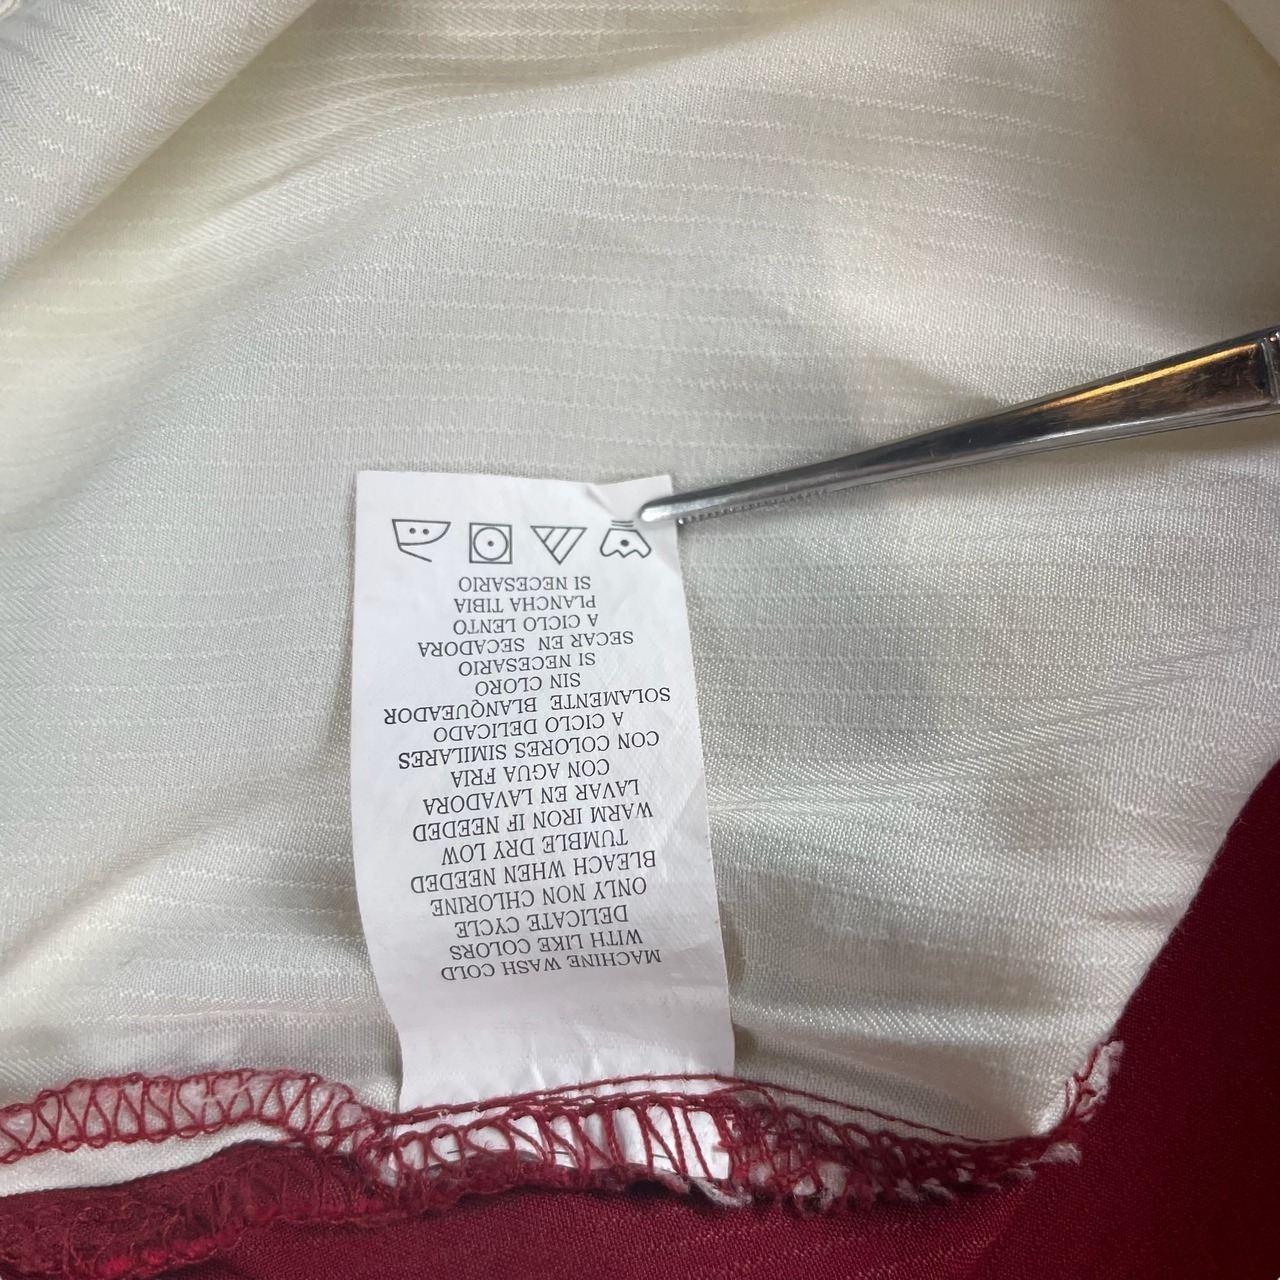 MACHINE WASH COLD
WITH LIKE COLORS
DELICATE CYCLE
ONLY NON CHLORINE
BLEACH WHEN NEEDED
TUMBLE DRY LOW
WARM IRON IF NEEDED
LAVAR EN LAVADORA
CON AGUA FRIA
CON COLORES SIMILARES
A CICLO DELICADO
SOLAMENTE BLANQUEADOR
SIN CLORO
SI NECESARIO
SECAR EN SECADORA
A CICLO LENTO
PLANCHA TIBIA
SI NECESARIO